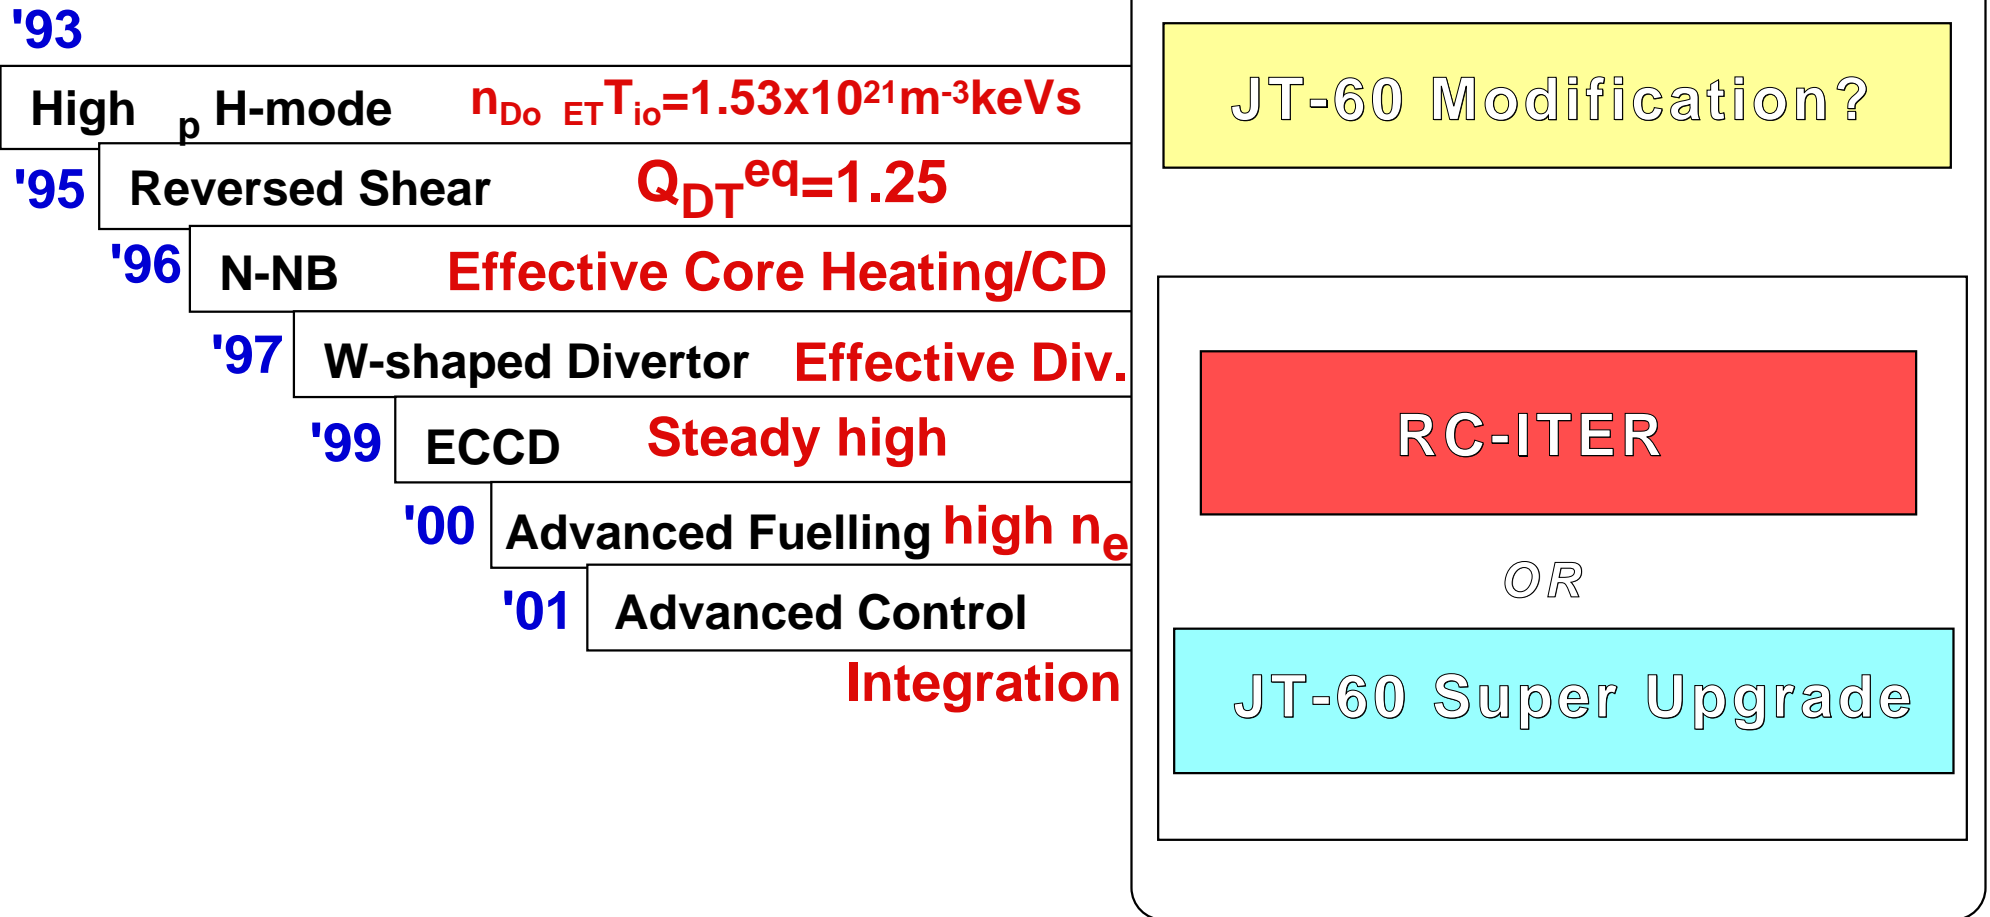 '93
High p H-mode nDo ETTio=1.53x10²¹m⁻³keVs
'95 Reversed Shear QDTeq=1.25
'96 N-NB Effective Core Heating/CD
'97 W-shaped Divertor Effective Div.
'99 ECCD Steady high
'00 Advanced Fuelling high ne
'01 Advanced Control
Integration
JT-60 Modification?
RC-ITER
OR
JT-60 Super Upgrade